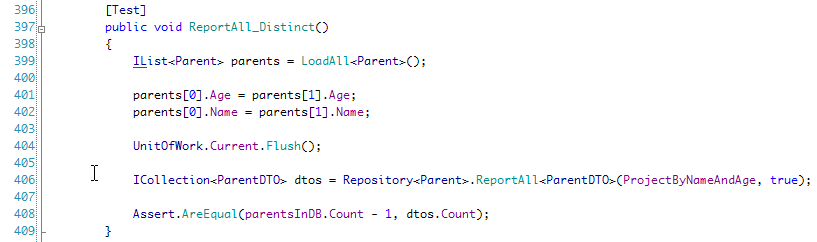 396 [Test]
397 public void ReportAll_Distinct()
398 {
399 IList<Parent> parents = LoadAll<Parent>();
400
401 parents[0].Age = parents[1].Age;
402 parents[0].Name = parents[1].Name;
403
404 UnitOfWork.Current.Flush();
405
406 ICollection<ParentDTO> dtos = Repository<Parent>.ReportAll<ParentDTO>(ProjectByNameAndAge, true);
407
408 Assert.AreEqual(parentsInDB.Count - 1, dtos.Count);
409 }